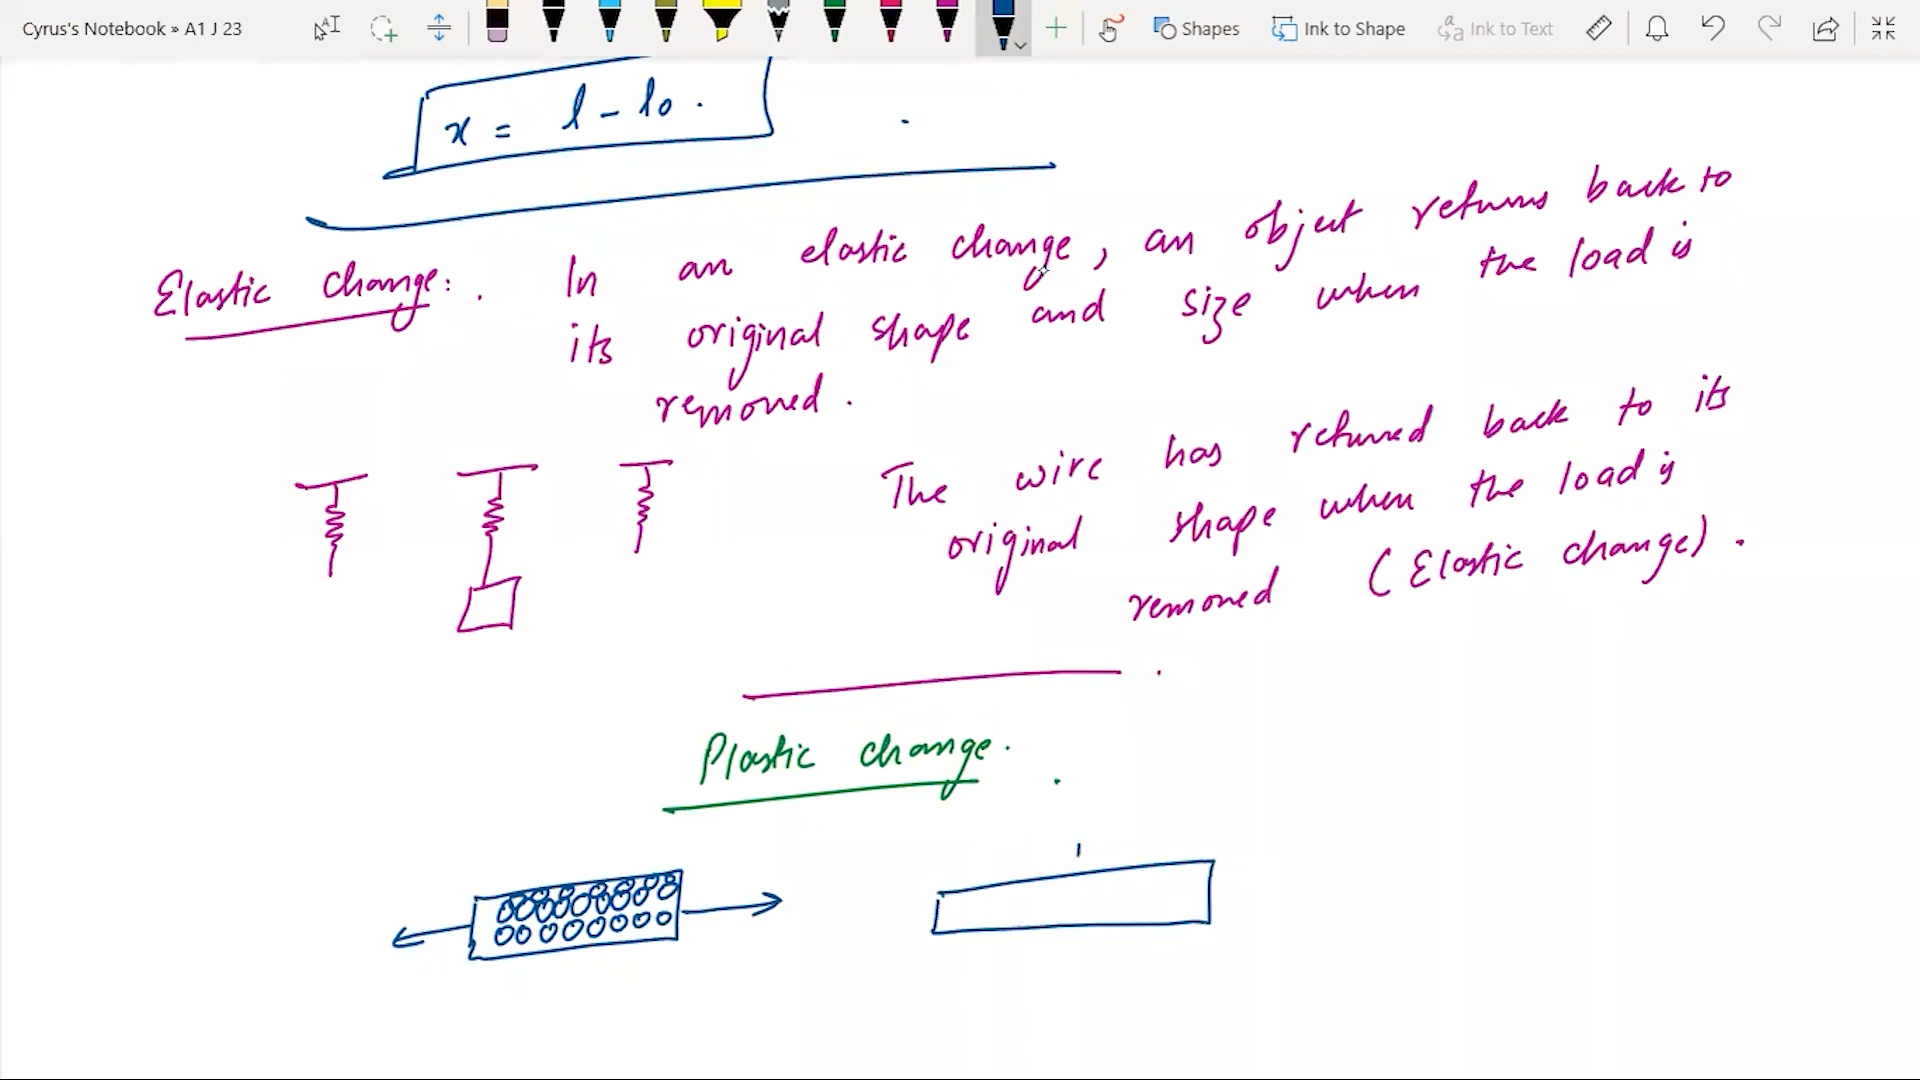 Cyrus's Notebook » A1 J 23
Shapes
Ink to Shape
Ink to Text
x = l - l0 .
Elastic change: . In an elastic change, an object returns back to
its original shape and size when the load is
removed .
The wire has returned back to its
original shape when the load is
removed (Elastic change) .
Plastic change .